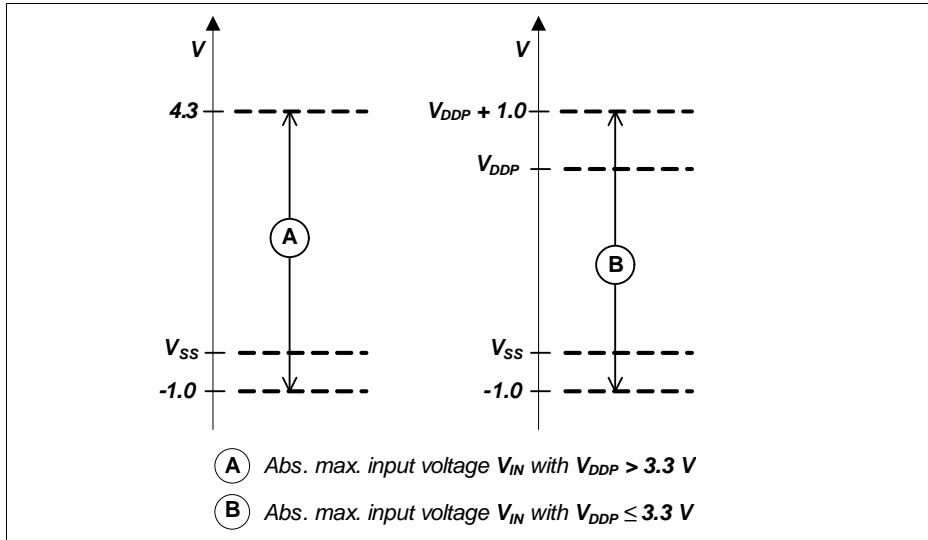 V
V
4.3
V_DDP + 1.0
V_DDP
A
B
V_SS
V_SS
-1.0
-1.0
A Abs. max. input voltage V_IN with V_DDP > 3.3 V
B Abs. max. input voltage V_IN with V_DDP ≤ 3.3 V